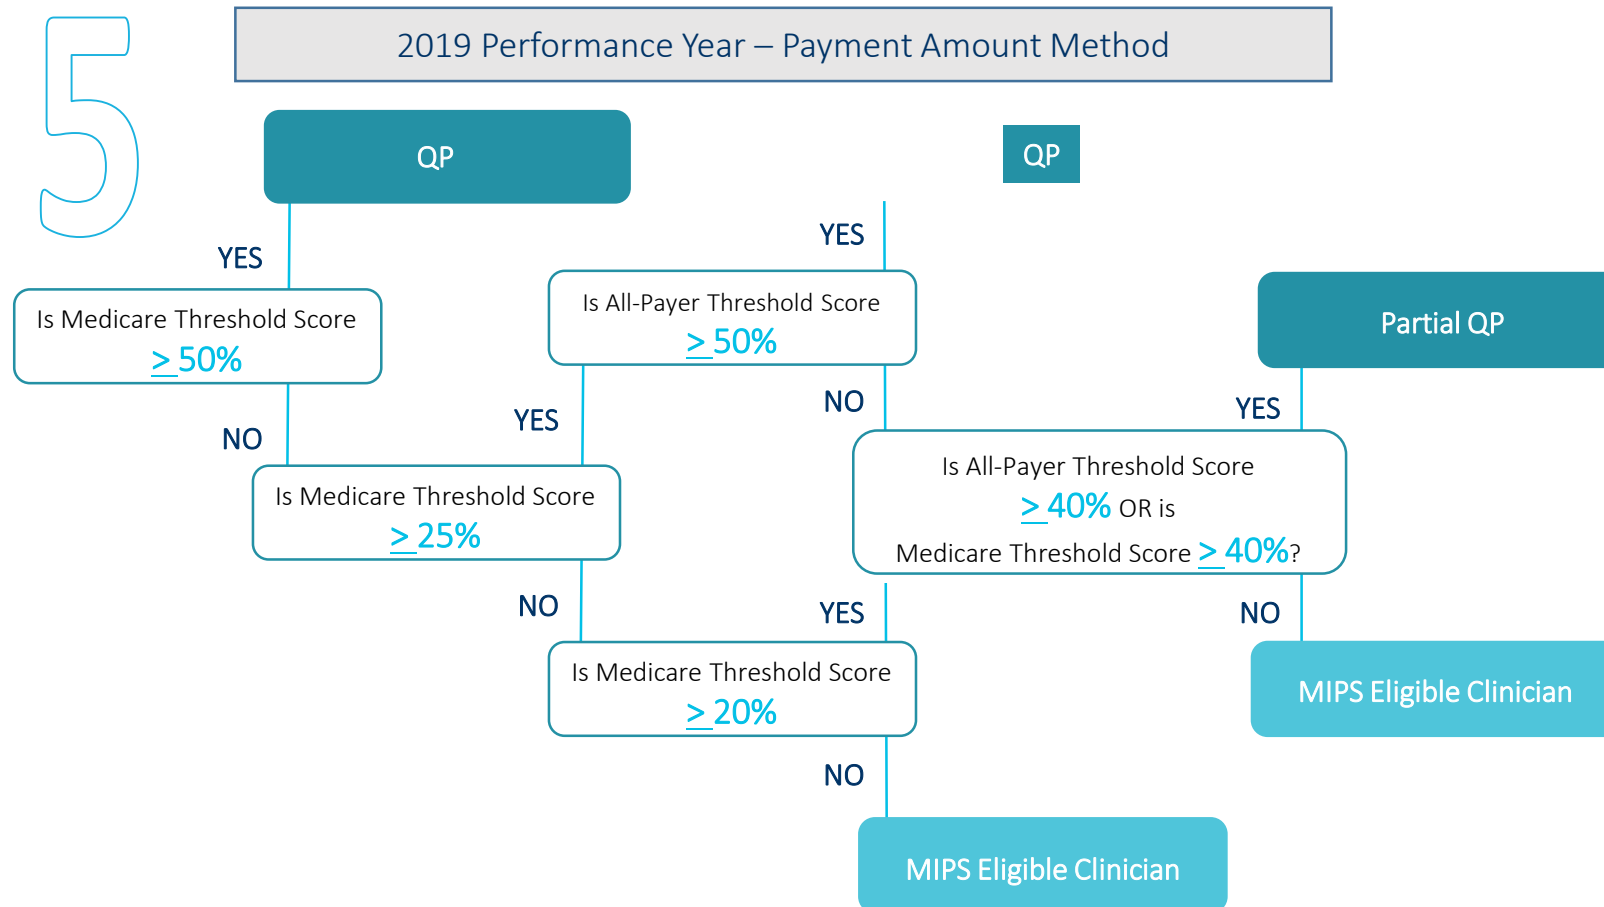 5
2019 Performance Year – Payment Amount Method
QP
QP
YES
YES
Is Medicare Threshold Score
> 50%
Is All-Payer Threshold Score
> 50%
Partial QP
NO
YES
NO
YES
Is Medicare Threshold Score
> 25%
Is All-Payer Threshold Score
> 40% OR is
Medicare Threshold Score > 40%?
NO
YES
NO
Is Medicare Threshold Score
> 20%
MIPS Eligible Clinician
NO
MIPS Eligible Clinician